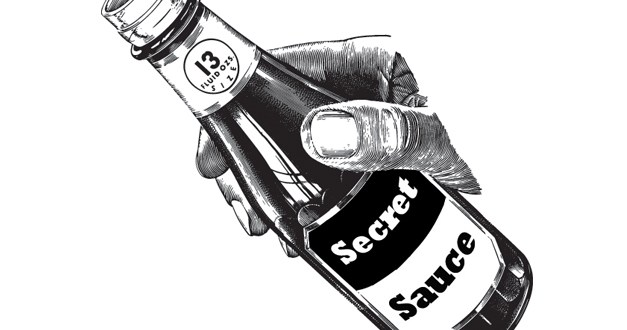 13
FLUID OZS
SIZE
Secret
Sauce